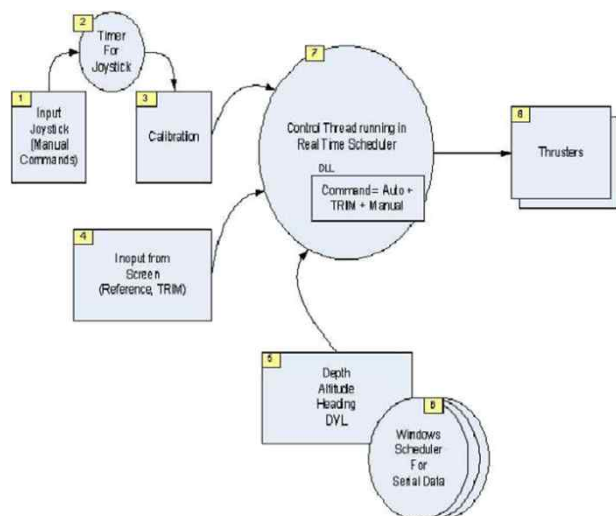 2
Timer
For
Joystick
1
Input
Joystick
(Manual
Commands)
3
Calibration
7
Control Thread running in
Real Time Scheduler
DLL
Command = Auto +
TRIM + Manual
8
Thrusters
4
Inoput from
Screen
(Reference, TRIM)
5
Depth
Altitude
Heading
DVL
6
Windows
Scheduler
For
Serial Data